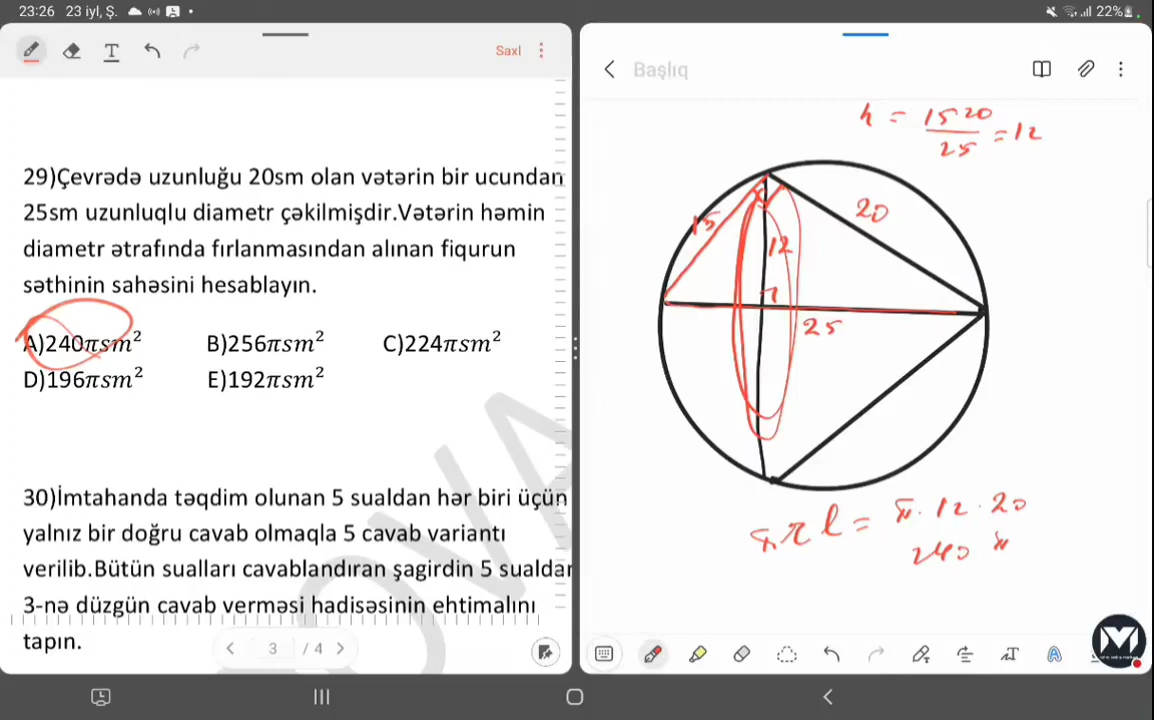 23:26 23 iyl, Ş.
22%
Saxl
Başlıq
29)Çevrədə uzunluğu 20sm olan vətərin bir ucundan
25sm uzunluqlu diametr çəkilmişdir.Vətərin həmin
diametr ətrafında fırlanmasından alınan fiqurun
səthinin sahəsini hesablayın.
A)240πsm² B)256πsm² C)224πsm²
D)196πsm² E)192πsm²
30)İmtahanda təqdim olunan 5 sualdan hər biri üçün
yalnız bir doğru cavab olmaqla 5 cavab variantı
verilib.Bütün sualları cavablandıran şagirdin 5 sualdan
3-nə düzgün cavab verməsi hadisəsinin ehtimalını
tapın.
3 / 4
h = 15 20 / 25 = 12
15
20
12
25
π r l = π · 12 · 20
240 π
OVA
M